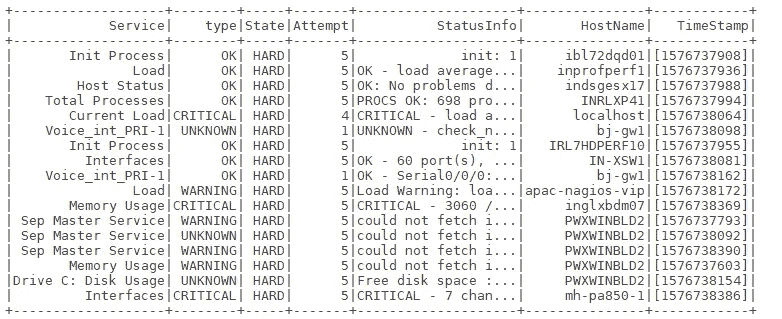 +--------------------+--------+-----+-------+--------------------+---------------+------------+
|             Service|    type|State|Attempt|          StatusInfo|       HostName|   TimeStamp|
+--------------------+--------+-----+-------+--------------------+---------------+------------+
|        Init Process|      OK| HARD|      5|             init: 1|     ibl72dqd01|[1576737908]|
|                Load|      OK| HARD|      5|OK - load average...|    inprofperf1|[1576737936]|
|         Host Status|      OK| HARD|      5|OK: No problems d...|     indsgesx17|[1576737988]|
|     Total Processes|      OK| HARD|      5|PROCS OK: 698 pro...|       INRLXP41|[1576737994]|
|        Current Load|CRITICAL| HARD|      4|CRITICAL - load a...|      localhost|[1576738064]|
|     Voice_int_PRI-1| UNKNOWN| HARD|      1|UNKNOWN - check_n...|         bj-gw1|[1576738098]|
|        Init Process|      OK| HARD|      5|             init: 1|   IRL7HDPERF10|[1576737955]|
|          Interfaces|      OK| HARD|      5|OK - 60 port(s), ...|        IN-XSW1|[1576738081]|
|     Voice_int_PRI-1|      OK| HARD|      1|OK - Serial0/0/0:...|         bj-gw1|[1576738162]|
|                Load| WARNING| HARD|      5|Load Warning: loa...|apac-nagios-vip|[1576738172]|
|        Memory Usage|CRITICAL| HARD|      5|CRITICAL - 3060 /...|     inglxbdm07|[1576738369]|
|  Sep Master Service| WARNING| HARD|      5|could not fetch i...|     PWXWINBLD2|[1576737793]|
|  Sep Master Service| UNKNOWN| HARD|      5|could not fetch i...|     PWXWINBLD2|[1576738092]|
|  Sep Master Service| WARNING| HARD|      5|could not fetch i...|     PWXWINBLD2|[1576738390]|
|        Memory Usage| WARNING| HARD|      5|could not fetch i...|     PWXWINBLD2|[1576737603]|
|Drive C: Disk Usage| UNKNOWN| HARD|      5|Free disk space :...|     PWXWINBLD2|[1576738154]|
|          Interfaces|CRITICAL| HARD|      5|CRITICAL - 7 chan...|     mh-pa850-1|[1576738386]|
+--------------------+--------+-----+-------+--------------------+---------------+------------+